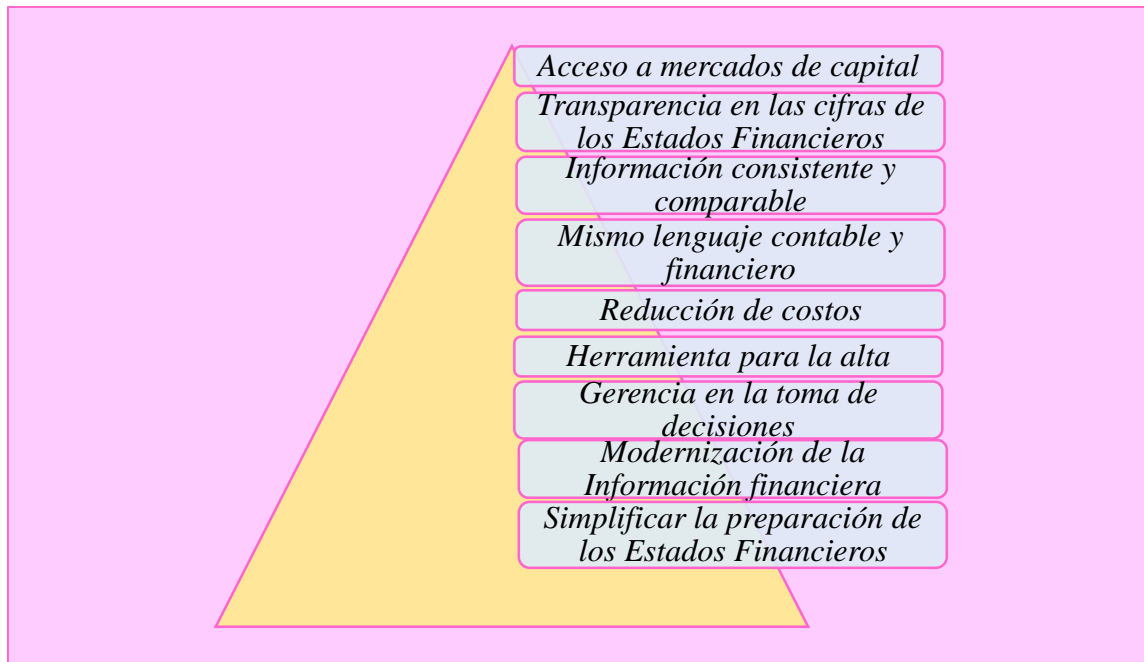 Acceso a mercados de capital
Transparencia en las cifras de
los Estados Financieros
Información consistente y
comparable
Mismo lenguaje contable y
financiero
Reducción de costos
Herramienta para la alta
Gerencia en la toma de
decisiones
Modernización de la
Información financiera
Simplificar la preparación de
los Estados Financieros